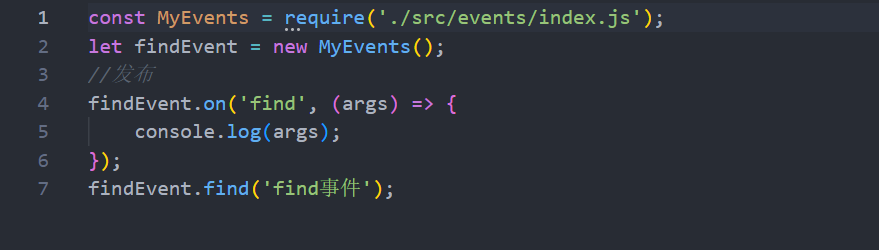 1 const MyEvents = require('./src/events/index.js');
2 let findEvent = new MyEvents();
3 //发布
4 findEvent.on('find', (args) => {
5     console.log(args);
6 });
7 findEvent.find('find事件');